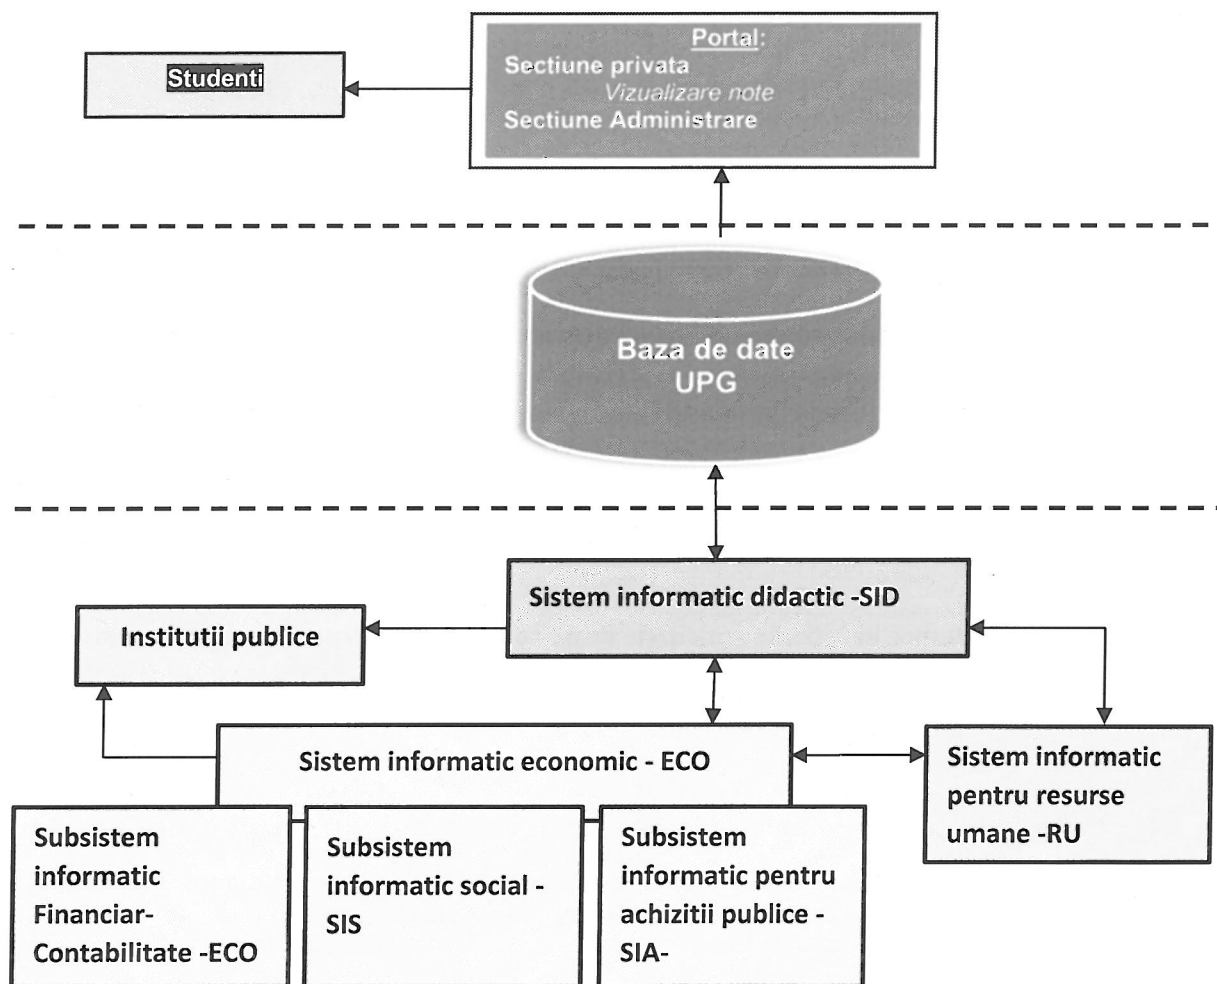 Portal:
Sectiune privata
Vizualizare note
Sectiune Administrare
Studenti
Baza de date
UPG
Sistem informatic didactic -SID
Institutii publice
Sistem informatic economic - ECO
Sistem informatic
pentru resurse
umane -RU
Subsistem
informatic
Financiar-
Contabilitate -ECO
Subsistem
informatic social -
SIS
Subsistem
informatic pentru
achizitii publice -
SIA-